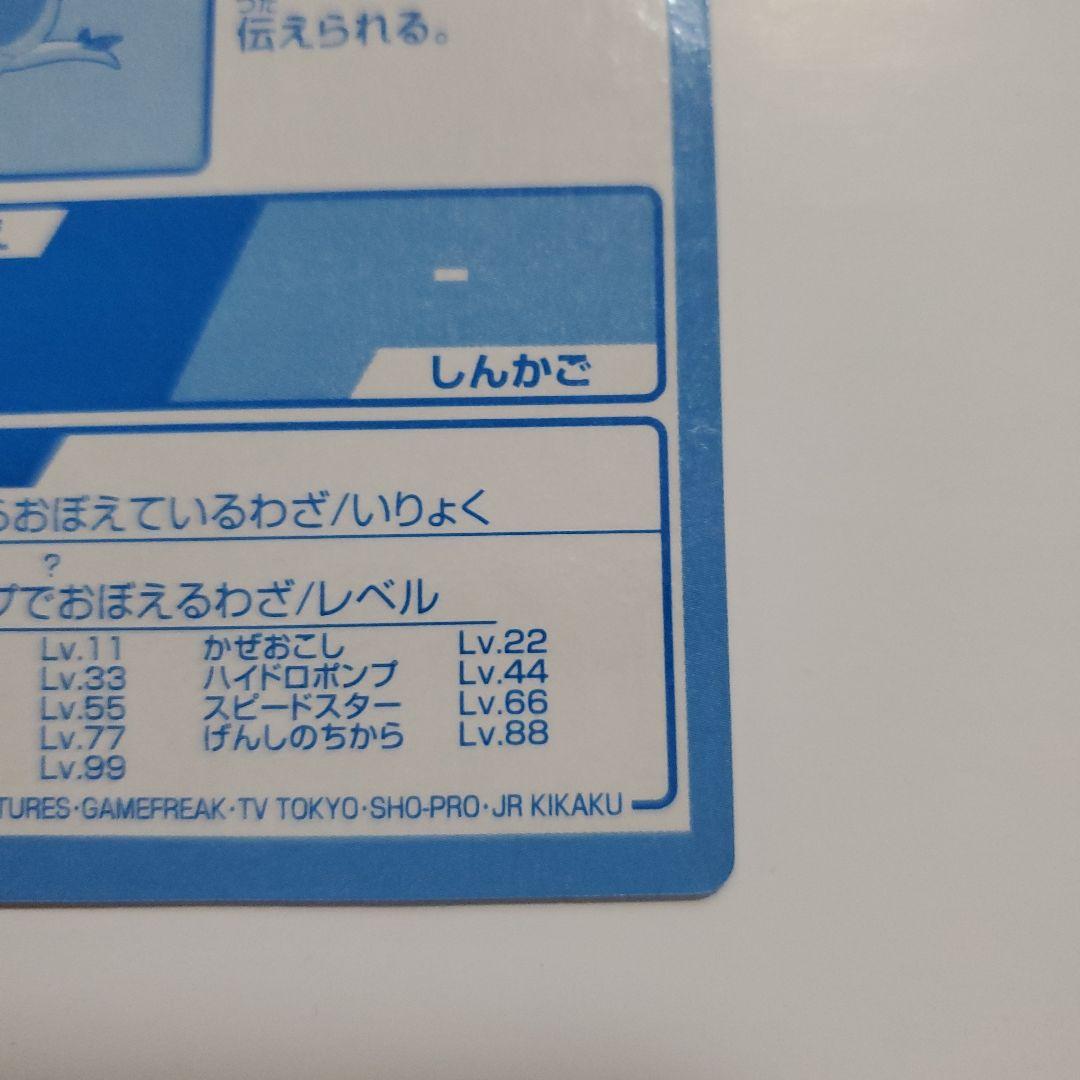 つた
伝えられる。
-
しんかご
おぼえているわざ/いりょく
?
プでおぼえるわざ/レベル
Lv.11 かぜおこし Lv.22
Lv.33 ハイドロポンプ Lv.44
Lv.55 スピードスター Lv.66
Lv.77 げんしのちから Lv.88
Lv.99
TURES・GAMEFREAK・TV TOKYO・SHO-PRO・JR KIKAKU